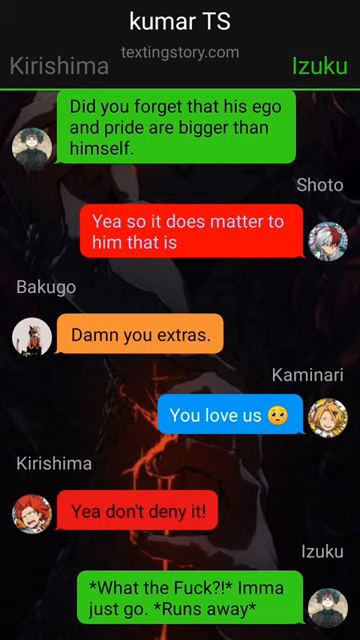 kumar TS
textingstory.com
Kirishima
Izuku
Did you forget that his ego
and pride are bigger than
himself.
Shoto
Yea so it does matter to
him that is
Bakugo
Damn you extras.
Kaminari
You love us 🥺
Kirishima
Yea don't deny it!
Izuku
*What the Fuck?!* Imma
just go. *Runs away*